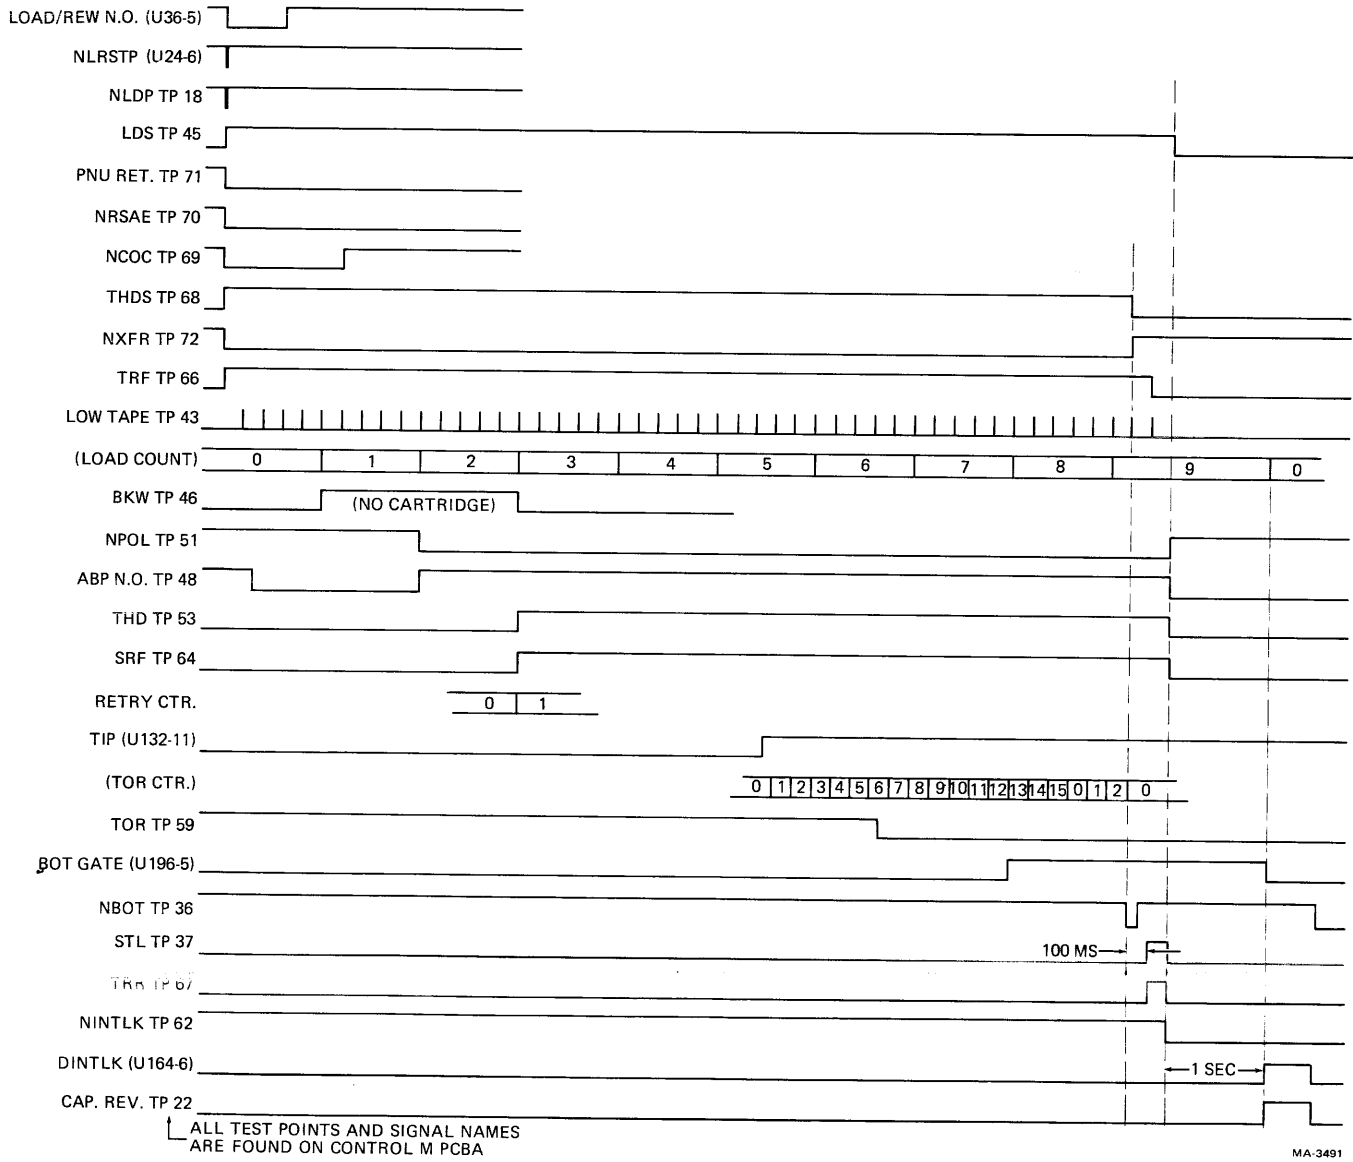 LOAD/REW N.O. (U36-5)
NLRSTP (U24-6)
NLDP TP 18
LDS TP 45
PNU RET. TP 71
NRSAE TP 70
NCOC TP 69
THDS TP 68
NXFR TP 72
TRF TP 66
LOW TAPE TP 43
(LOAD COUNT) 0 1 2 3 4 5 6 7 8 9 0
BKW TP 46 (NO CARTRIDGE)
NPOL TP 51
ABP N.O. TP 48
THD TP 53
SRF TP 64
RETRY CTR. 0 1
TIP (U132-11)
(TOR CTR.) 0 1 2 3 4 5 6 7 8 9 10 11 12 13 14 15 0 1 2 0
TOR TP 59
BOT GATE (U196-5)
NBOT TP 36
STL TP 37 100 MS
TRR TP 67
NINTLK TP 62
DINTLK (U164-6) 1 SEC
CAP. REV. TP 22
ALL TEST POINTS AND SIGNAL NAMES
ARE FOUND ON CONTROL M PCBA
MA-3491